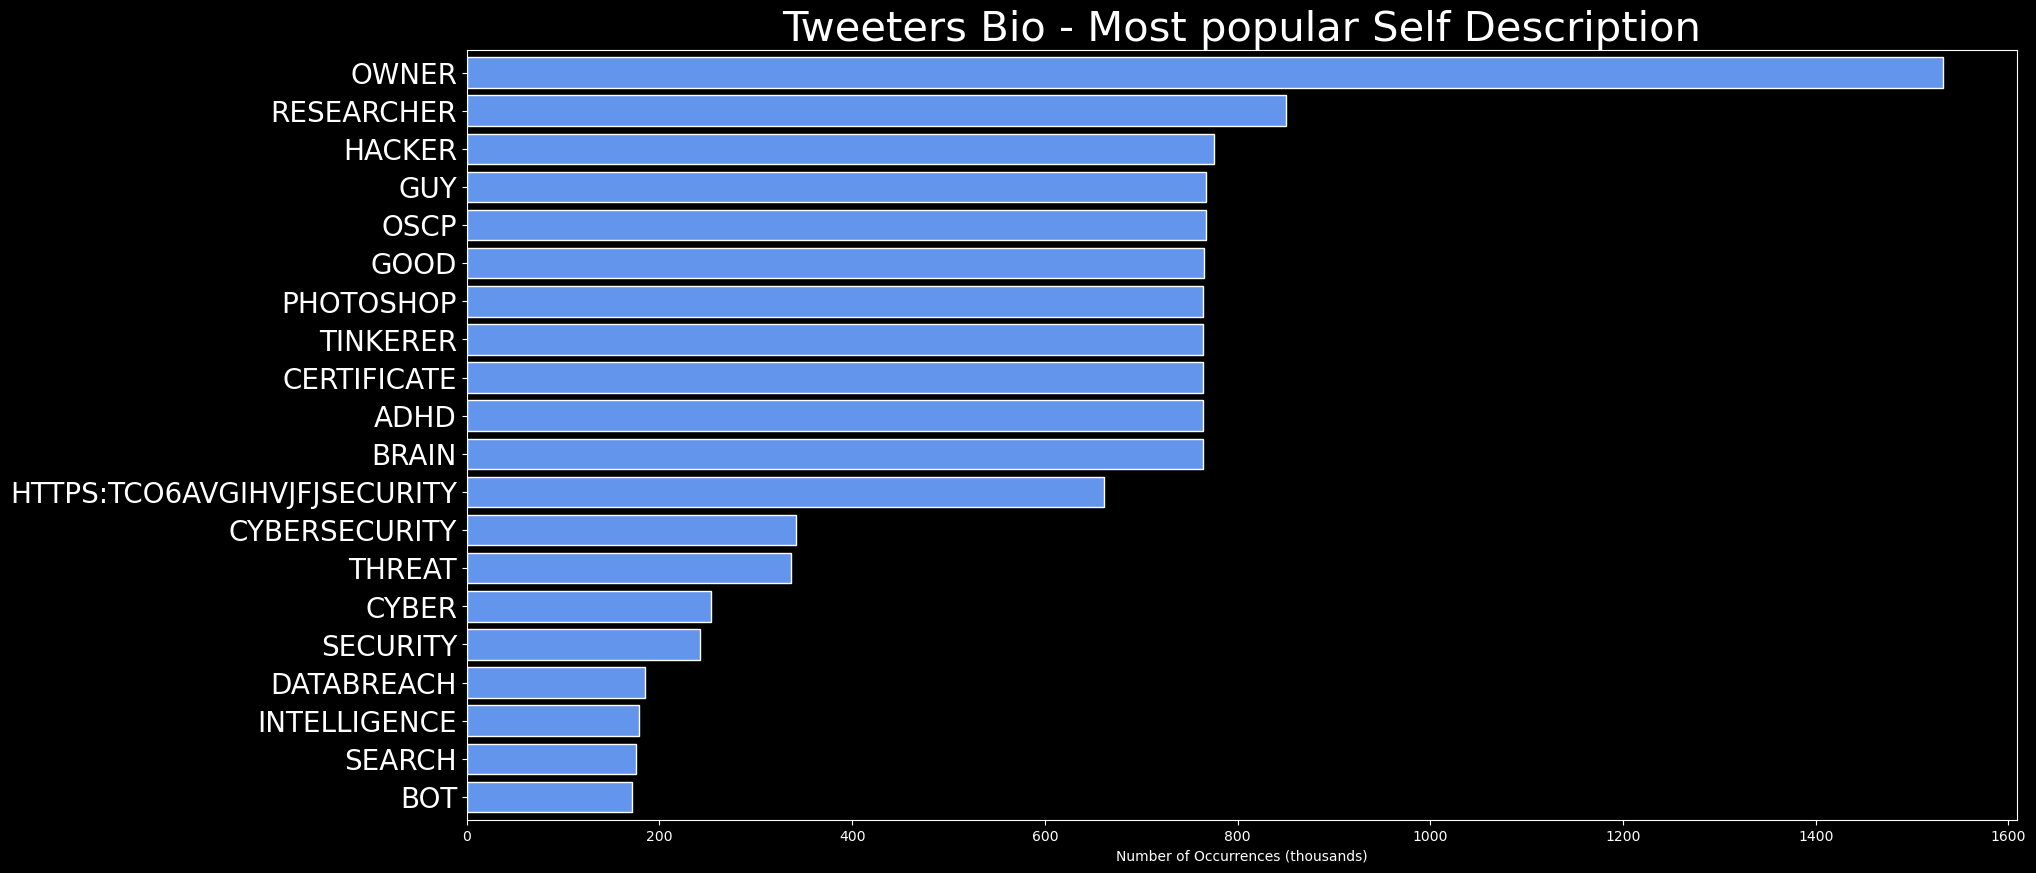 Tweeters Bio - Most popular Self Description
OWNER
RESEARCHER
HACKER
GUY
OSCP
GOOD
PHOTOSHOP
TINKERER
CERTIFICATE
ADHD
BRAIN
HTTPS:TCO6AVGIHVJFJSECURITY
CYBERSECURITY
THREAT
CYBER
SECURITY
DATABREACH
INTELLIGENCE
SEARCH
BOT
0 200 400 600 800 1000 1200 1400 1600
Number of Occurrences (thousands)